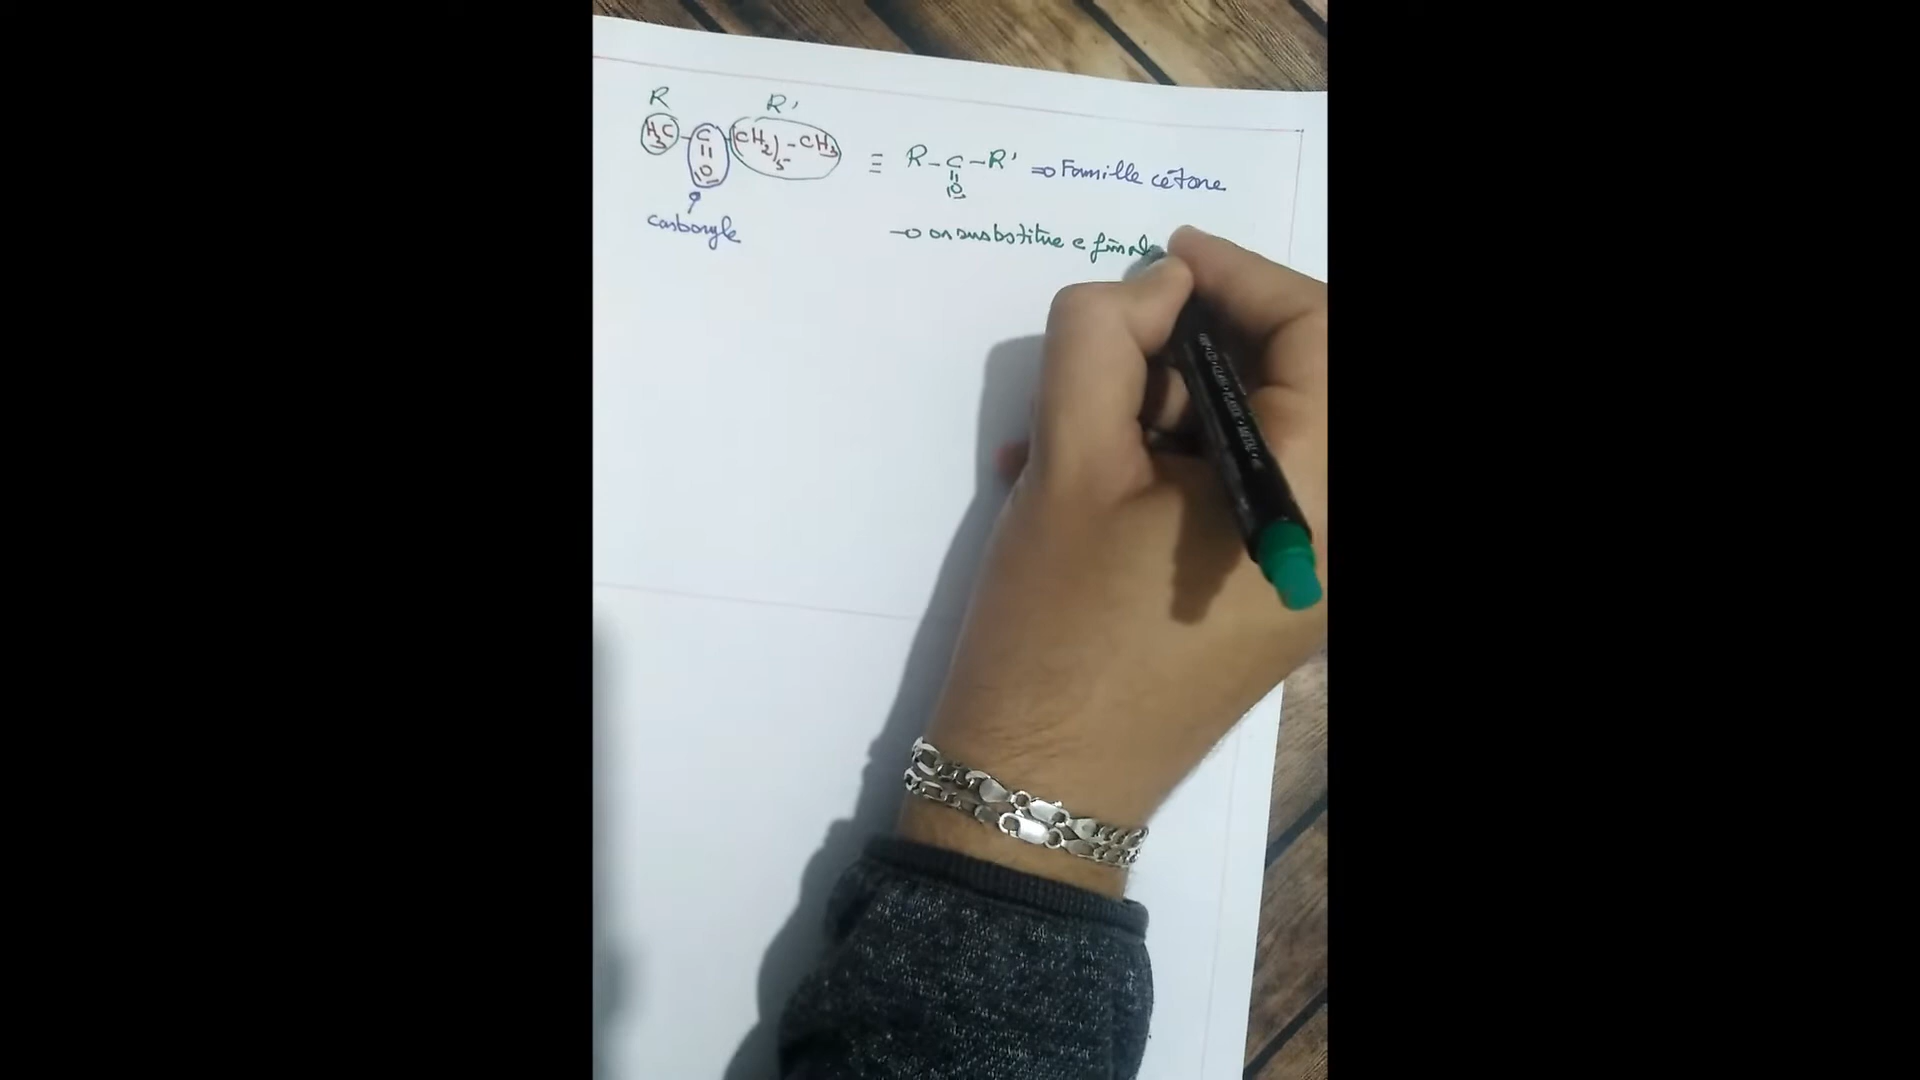 R R'
H3C-C-(CH2)5-CH3 ≡ R-C-R' ⇒ Famille cétone
|| ||
O O
carbonyle → on substitue e final